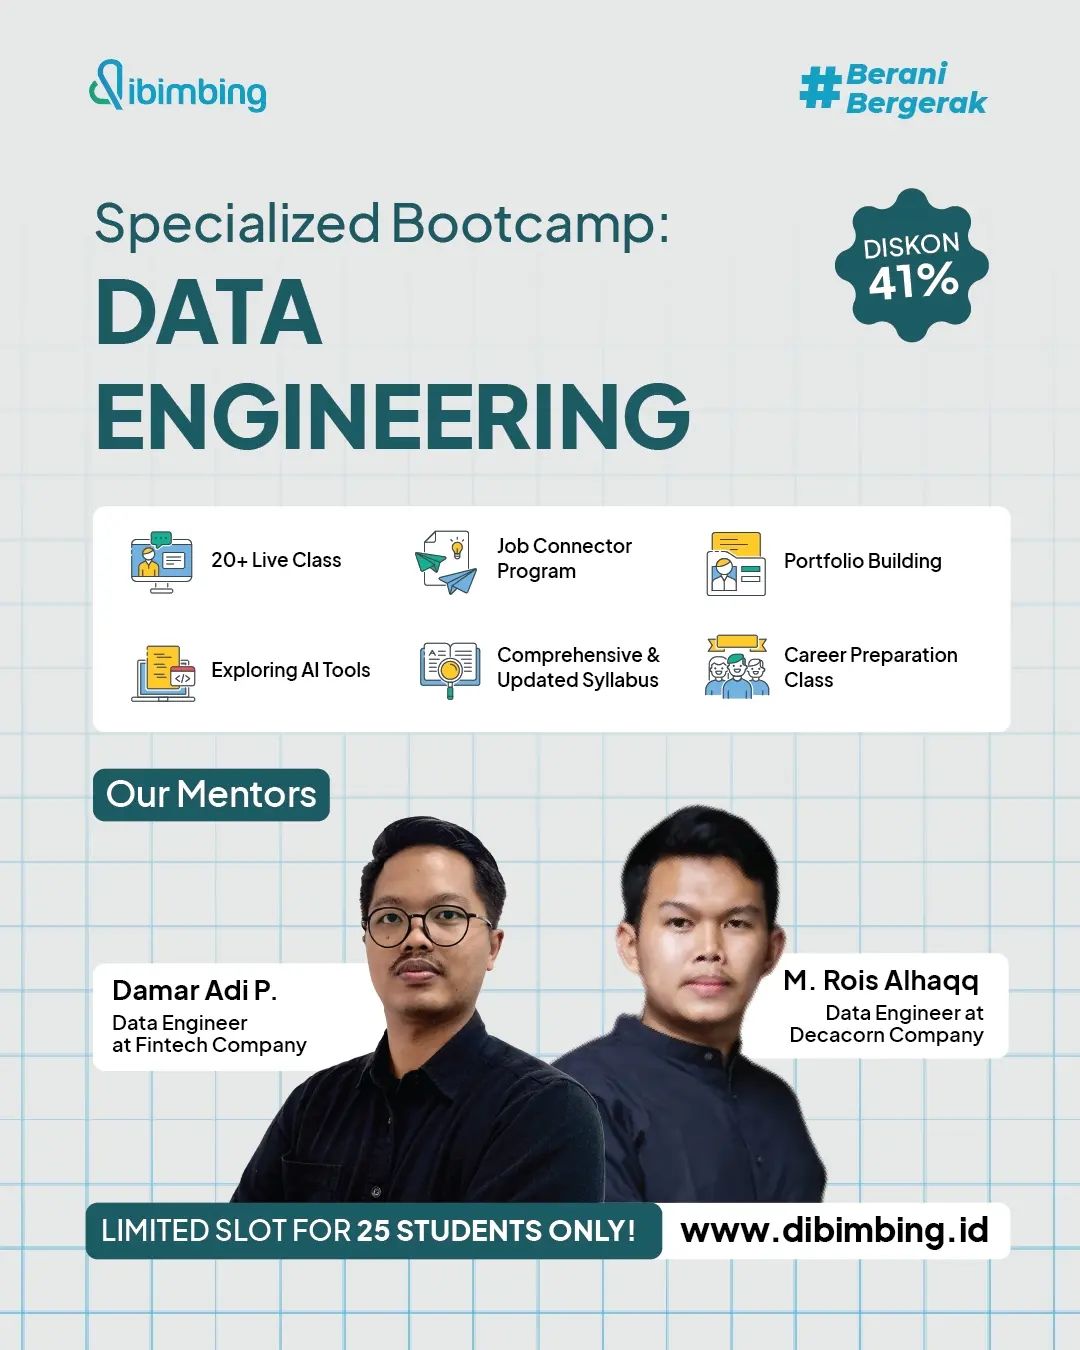 Dibimbing
#Berani
Bergerak
Specialized Bootcamp:
DATA
ENGINEERING
DISKON
41%
20+ Live Class
Job Connector
Program
Portfolio Building
Exploring AI Tools
Comprehensive &
Updated Syllabus
Career Preparation
Class
Our Mentors
Damar Adi P.
Data Engineer
at Fintech Company
M. Rois Alhaqq
Data Engineer at
Decacorn Company
LIMITED SLOT FOR 25 STUDENTS ONLY!
www.dibimbing.id